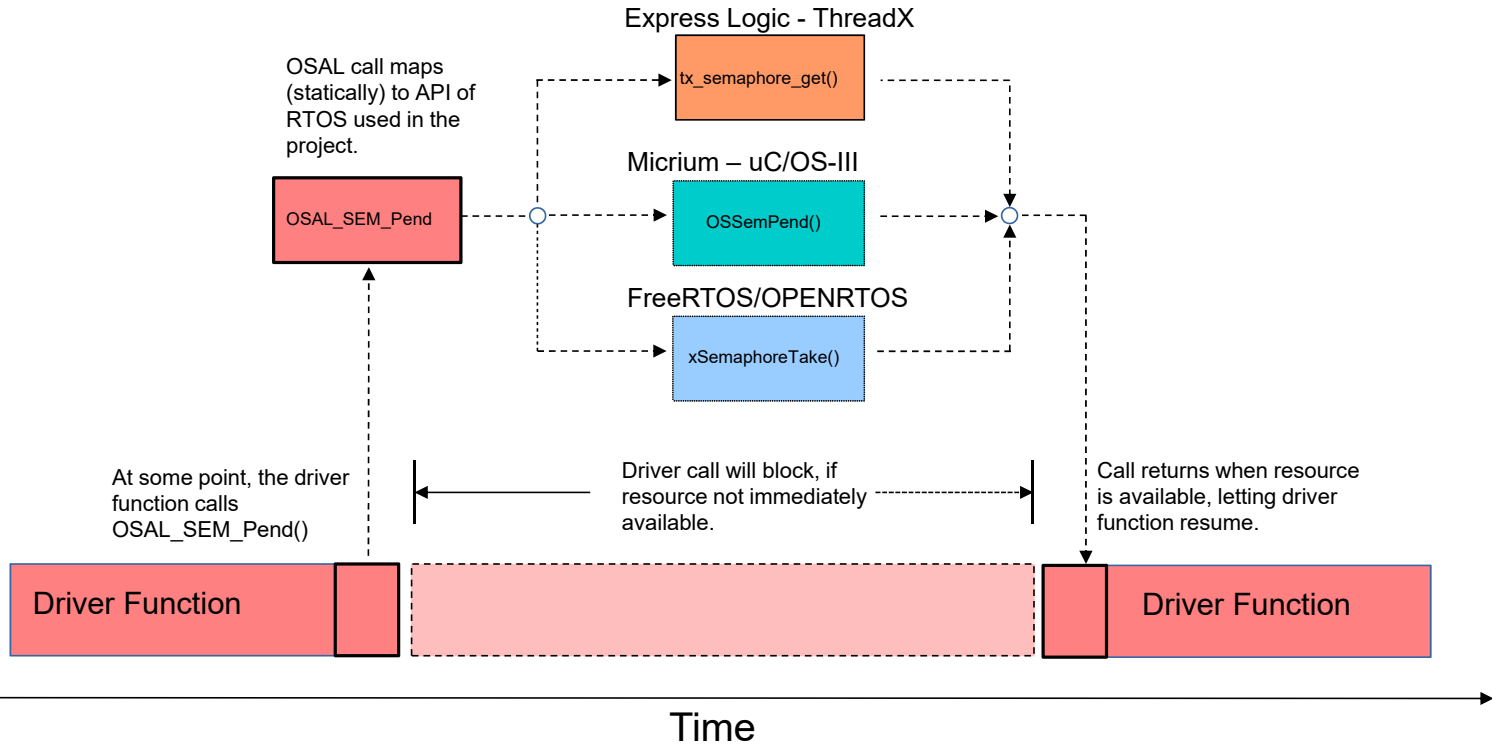 Express Logic - ThreadX
OSAL call maps
(statically) to API of
RTOS used in the
project.
tx_semaphore_get()
Micrium – uC/OS-III
OSAL_SEM_Pend
OSSemPend()
FreeRTOS/OPENRTOS
xSemaphoreTake()
At some point, the driver
function calls
OSAL_SEM_Pend()
Driver call will block, if
resource not immediately
available.
Call returns when resource
is available, letting driver
function resume.
Driver Function
Driver Function
Time